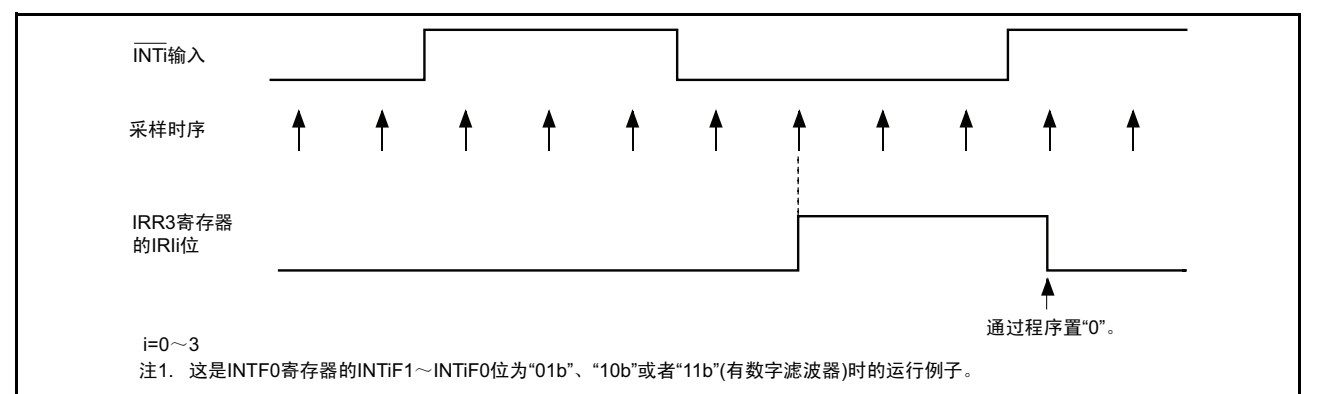 INTi输入
采样时序
IRR3寄存器
的IRIi位
通过程序置“0”。
i=0～3
注1. 这是INTF0寄存器的INTiF1～INTiF0位为“01b”、“10b”或者“11b”(有数字滤波器)时的运行例子。